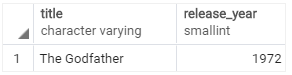 title release_year
character varying smallint
1 The Godfather 1972